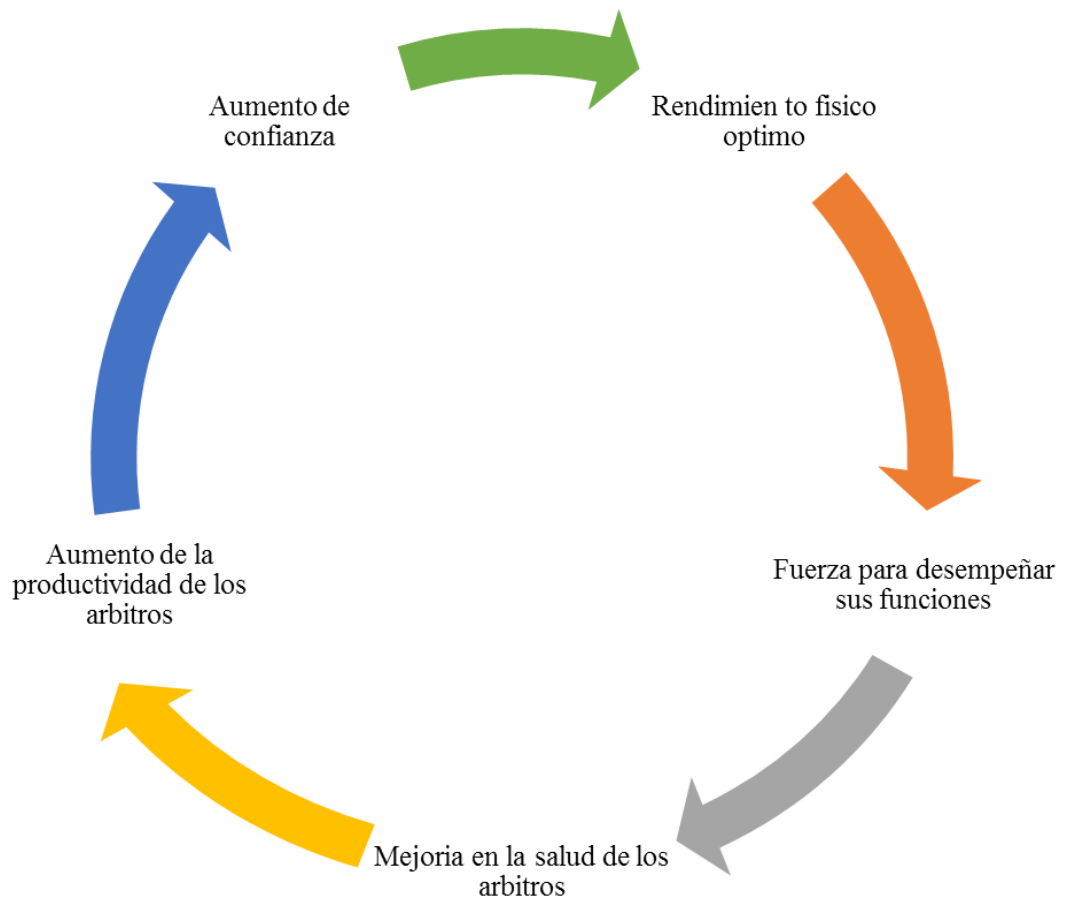 Aumento de
confianza
Rendimien to fisico
optimo
Fuerza para desempeñar
sus funciones
Mejoria en la salud de los
arbitros
Aumento de la
productividad de los
arbitros